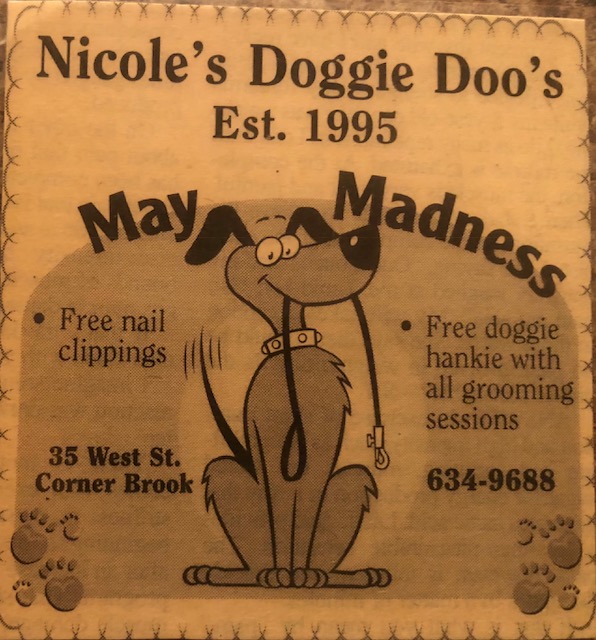 Nicole's Doggie Doo's
Est. 1995
May Madness
• Free nail
clippings
• Free doggie
hankie with
all grooming
sessions
35 West St.
Corner Brook
634-9688